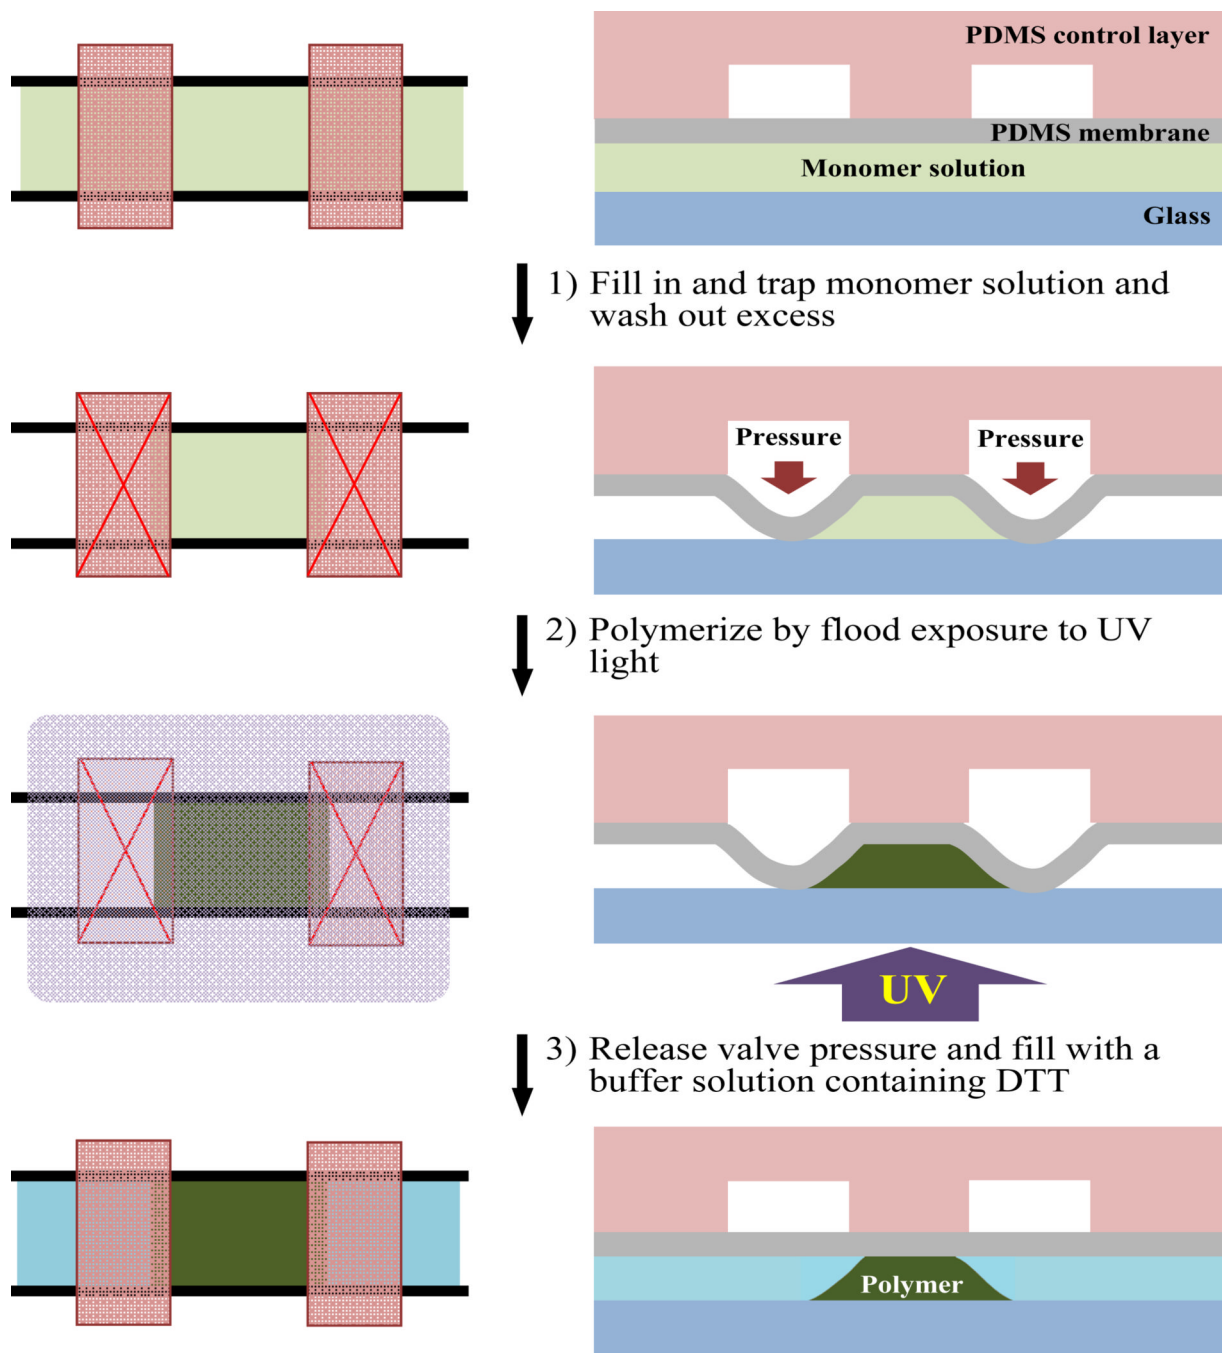 PDMS control layer
PDMS membrane
Monomer solution
Glass
1) Fill in and trap monomer solution and
wash out excess
Pressure
Pressure
2) Polymerize by flood exposure to UV
light
UV
3) Release valve pressure and fill with a
buffer solution containing DTT
Polymer